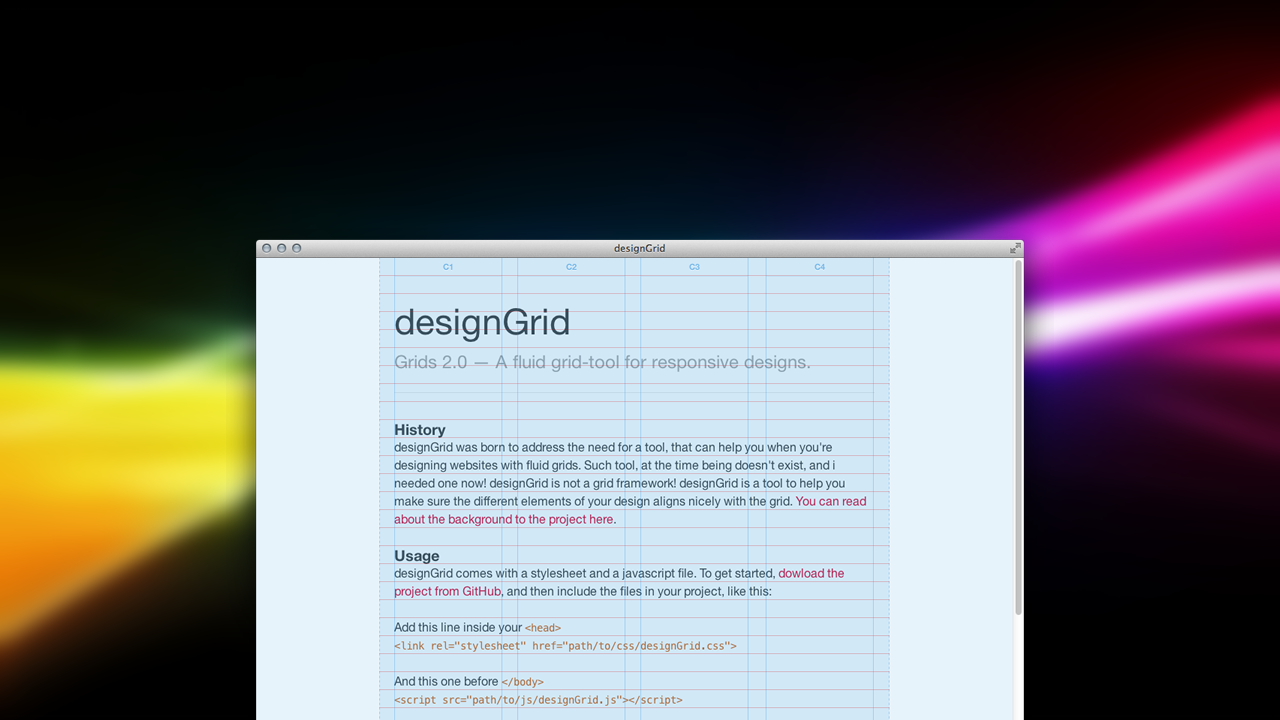 designGrid
C1 C2 C3 C4
designGrid
Grids 2.0 — A fluid grid-tool for responsive designs.
History
designGrid was born to address the need for a tool, that can help you when you're
designing websites with fluid grids. Such tool, at the time being doesn't exist, and i
needed one now! designGrid is not a grid framework! designGrid is a tool to help you
make sure the different elements of your design aligns nicely with the grid. You can read
about the background to the project here.
Usage
designGrid comes with a stylesheet and a javascript file. To get started, dowload the
project from GitHub, and then include the files in your project, like this:
Add this line inside your <head>
<link rel="stylesheet" href="path/to/css/designGrid.css">
And this one before </body>
<script src="path/to/js/designGrid.js"></script>